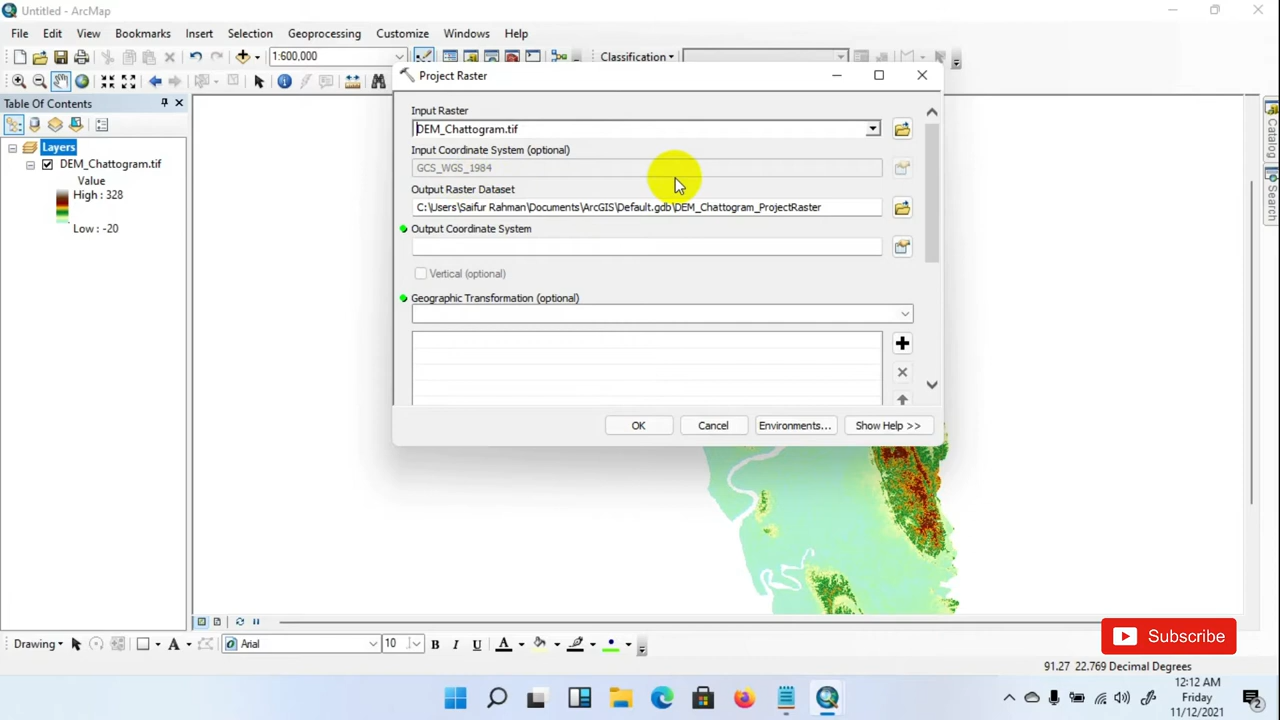 Untitled - ArcMap
File Edit View Bookmarks Insert Selection Geoprocessing Customize Windows Help
1:600,000
Classification
Table Of Contents
Layers
DEM_Chattogram.tif
Value
High : 328
Low : -20
Project Raster
Input Raster
DEM_Chattogram.tif
Input Coordinate System (optional)
GCS_WGS_1984
Output Raster Dataset
C:\Users\Saifur Rahman\Documents\ArcGIS\Default.gdb\DEM_Chattogram_ProjectRaster
Output Coordinate System
Vertical (optional)
Geographic Transformation (optional)
OK Cancel Environments... Show Help >>
Catalog
Search
Drawing A Arial 10 B I U A
Subscribe
91.27 22.769 Decimal Degrees
12:12 AM
Friday
11/12/2021
2